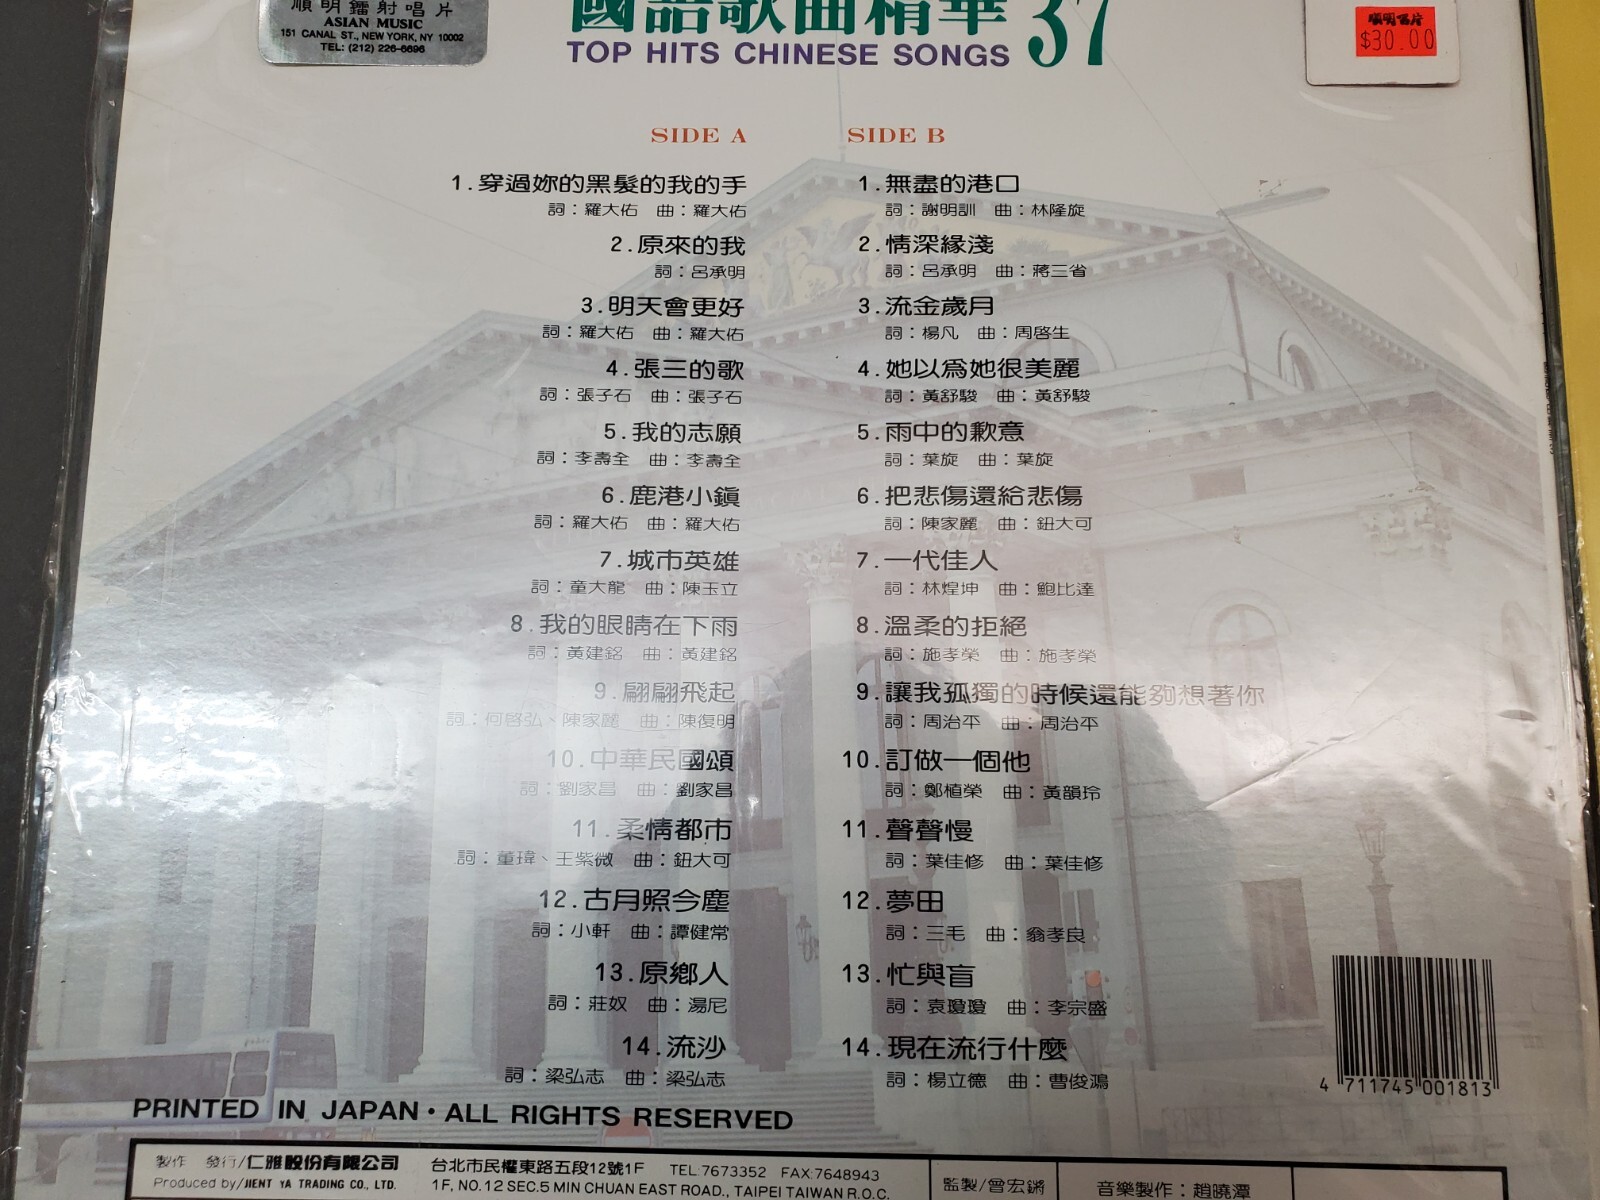 順明鐳射唱片
ASIAN MUSIC
151 CANAL ST., NEW YORK, NY 10002
TEL: (212) 226-6696
國語歌曲精華 37
TOP HITS CHINESE SONGS
順明唱片
$30.00
SIDE A
1.穿過妳的黑髮的我的手
詞：羅大佑 曲：羅大佑
2.原來的我
詞：呂承明
3.明天會更好
詞：羅大佑 曲：羅大佑
4.張三的歌
詞：張子石 曲：張子石
5.我的志願
詞：李壽全 曲：李壽全
6.鹿港小鎭
詞：羅大佑 曲：羅大佑
7.城市英雄
詞：童大龍 曲：陳玉立
8.我的眼睛在下雨
詞：黃建銘 曲：黃建銘
9.翩翩飛起
詞：何啓弘、陳家麗 曲：陳復明
10.中華民國頌
詞：劉家昌 曲：劉家昌
11.柔情都市
詞：董瑋、王紫微 曲：鈕大可
12.古月照今塵
詞：小軒 曲：譚健常
13.原鄉人
詞：莊奴 曲：湯尼
14.流沙
詞：梁弘志 曲：梁弘志
SIDE B
1.無盡的港口
詞：謝明訓 曲：林隆旋
2.情深緣淺
詞：呂承明 曲：蔣三省
3.流金歲月
詞：楊凡 曲：周啓生
4.她以爲她很美麗
詞：黃舒駿 曲：黃舒駿
5.雨中的歉意
詞：葉旋 曲：葉旋
6.把悲傷還給悲傷
詞：陳家麗 曲：鈕大可
7.一代佳人
詞：林煌坤 曲：鮑比達
8.溫柔的拒絕
詞：施孝榮 曲：施孝榮
9.讓我孤獨的時候還能夠想著你
詞：周治平 曲：周治平
10.訂做一個他
詞：鄭植榮 曲：黃韻玲
11.聲聲慢
詞：葉佳修 曲：葉佳修
12.夢田
詞：三毛 曲：翁孝良
13.忙與盲
詞：袁瓊瓊 曲：李宗盛
14.現在流行什麼
詞：楊立德 曲：曹俊鴻
4 711745 001813
PRINTED IN JAPAN・ALL RIGHTS RESERVED
製作 發行/仁雅股份有限公司
Produced by/JIENT YA TRADING CO., LTD.
台北市民權東路五段12號1F TEL:7673352 FAX:7648943
1F, NO.12 SEC.5 MIN CHUAN EAST ROAD., TAIPEI TAIWAN R.O.C.
監製/曾宏鏘
音樂製作：趙曉潭